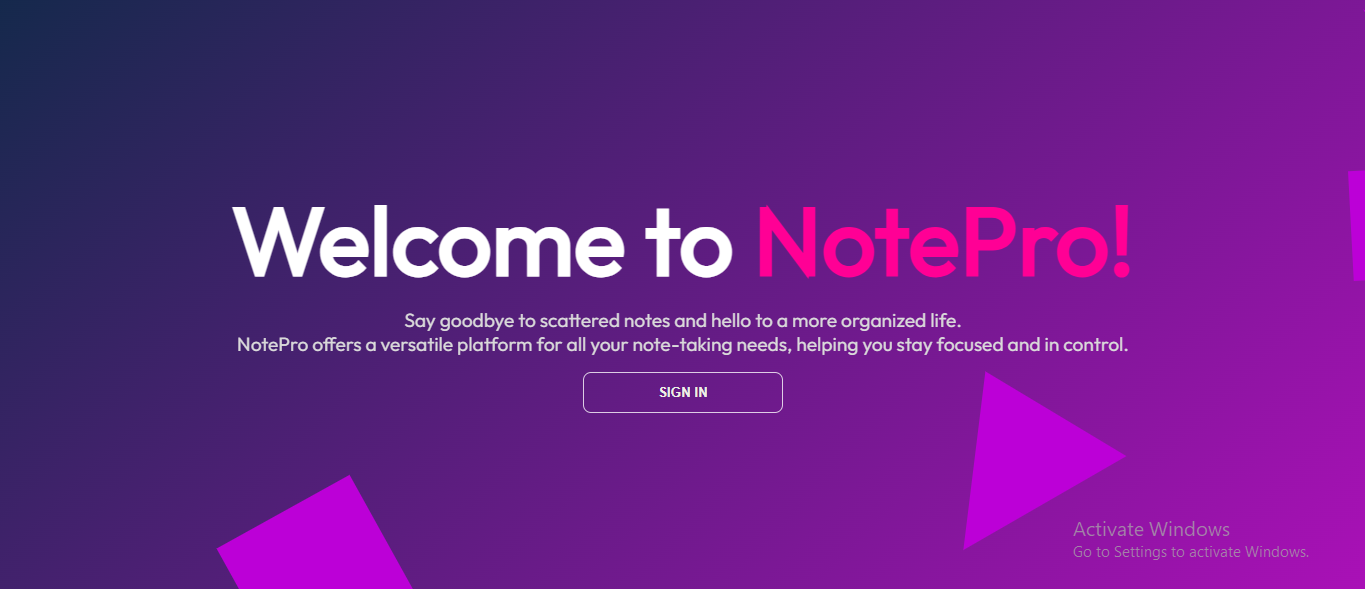 Welcome to NotePro!
Say goodbye to scattered notes and hello to a more organized life.
NotePro offers a versatile platform for all your note-taking needs, helping you stay focused and in control.
SIGN IN
Activate Windows
Go to Settings to activate Windows.